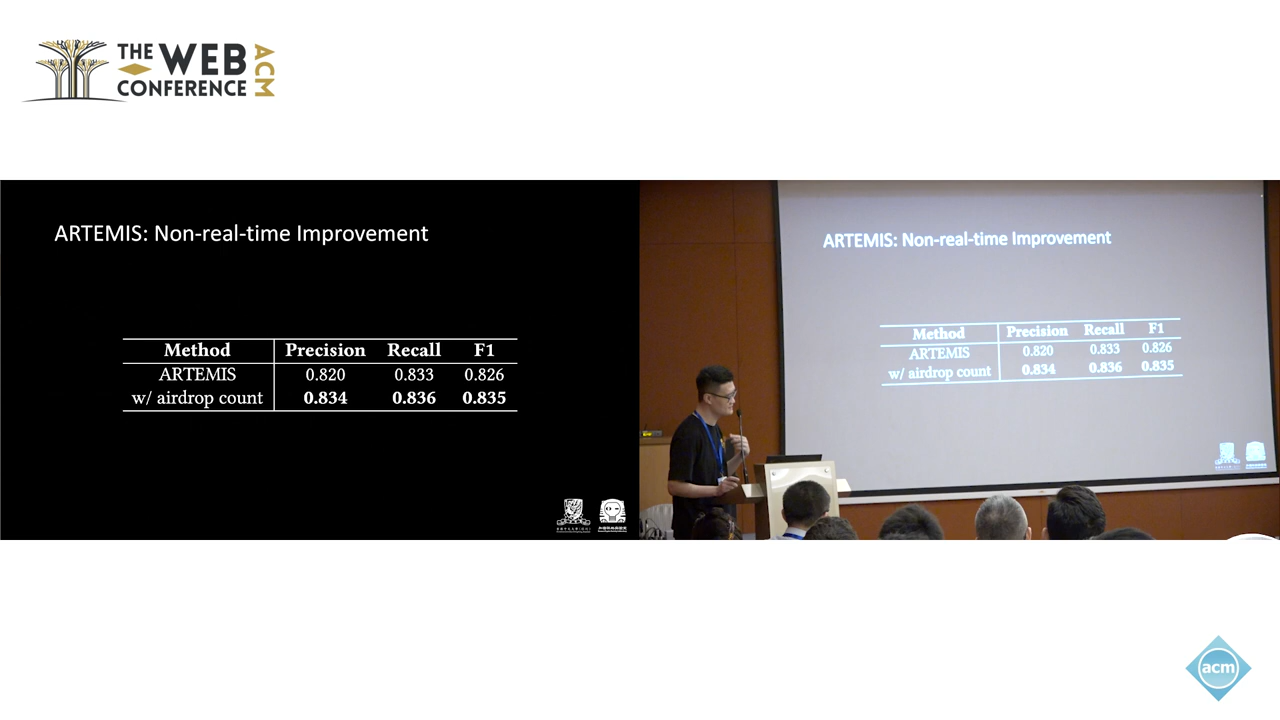 THE WEB
CONFERENCE
ACM
ARTEMIS: Non-real-time Improvement
Method Precision Recall F1
ARTEMIS 0.820 0.833 0.826
w/ airdrop count 0.834 0.836 0.835
ARTEMIS: Non-real-time Improvement
Method Precision Recall F1
ARTEMIS 0.820 0.833 0.826
w/ airdrop count 0.834 0.836 0.835
acm